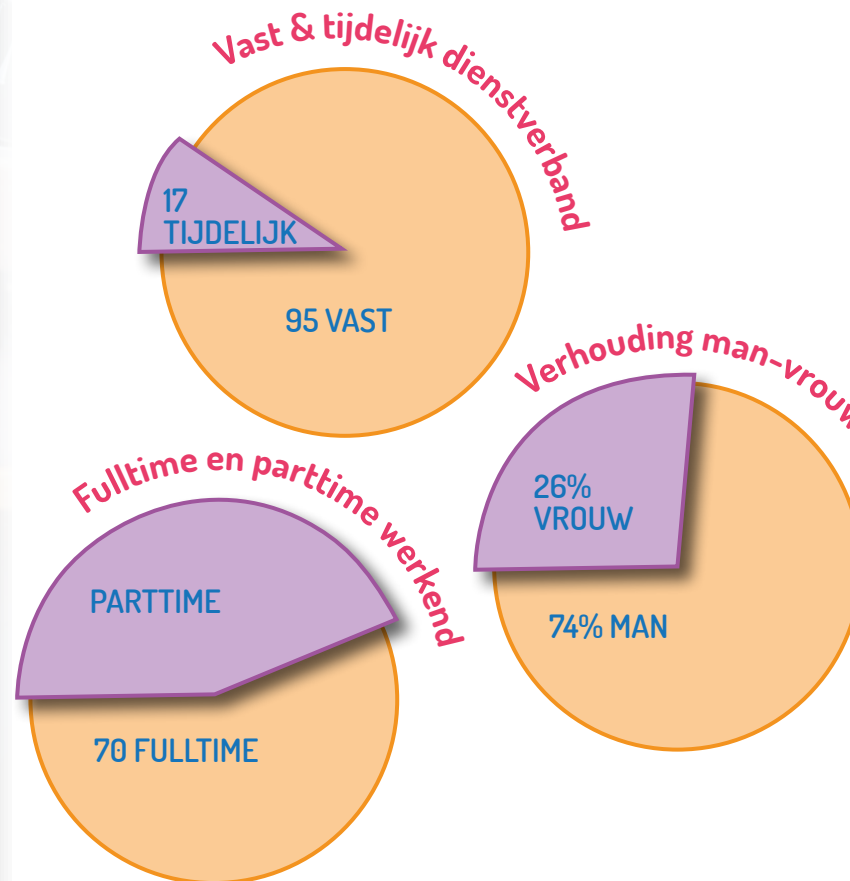 Vast & tijdelijk dienstverband
17
TIJDELIJK
95 VAST
Verhouding man-vrouw
26%
VROUW
74% MAN
Fulltime en parttime werkend
PARTTIME
70 FULLTIME